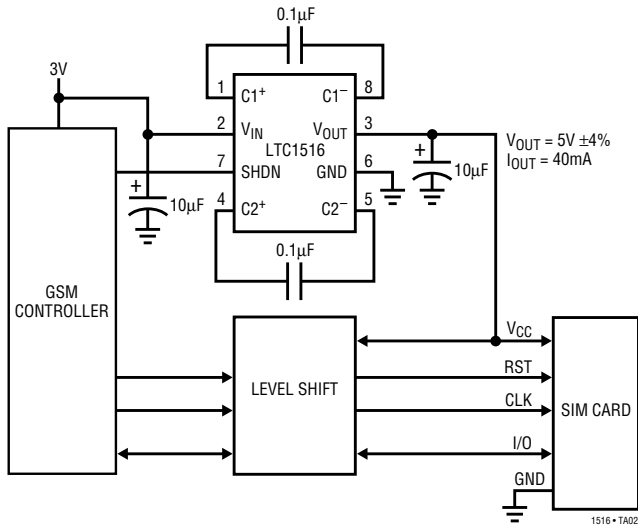 0.1µF
3V
1 C1+ C1– 8
2 VIN VOUT 3
LTC1516
7 SHDN GND 6
4 C2+ C2– 5
+
10µF
+
10µF
VOUT = 5V ±4%
IOUT = 40mA
0.1µF
GSM
CONTROLLER
LEVEL SHIFT
VCC
RST
CLK
I/O
GND
SIM CARD
1516 • TA02